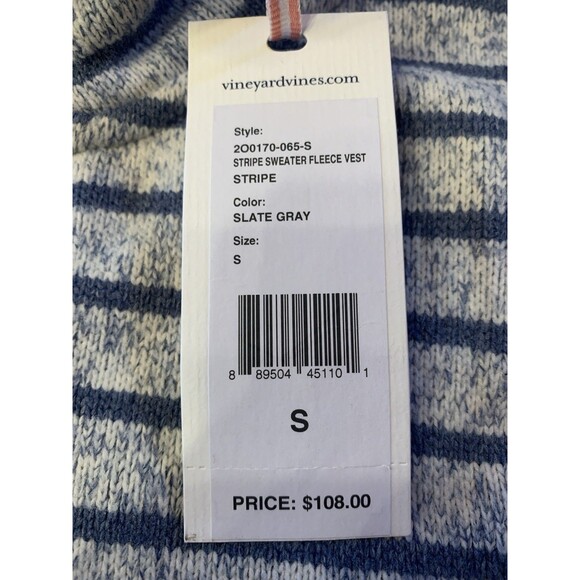 vineyardvines.com
Style:
2O0170-065-S
STRIPE SWEATER FLEECE VEST
STRIPE
Color:
SLATE GRAY
Size:
S
8 89504 45110 1
S
PRICE: $108.00